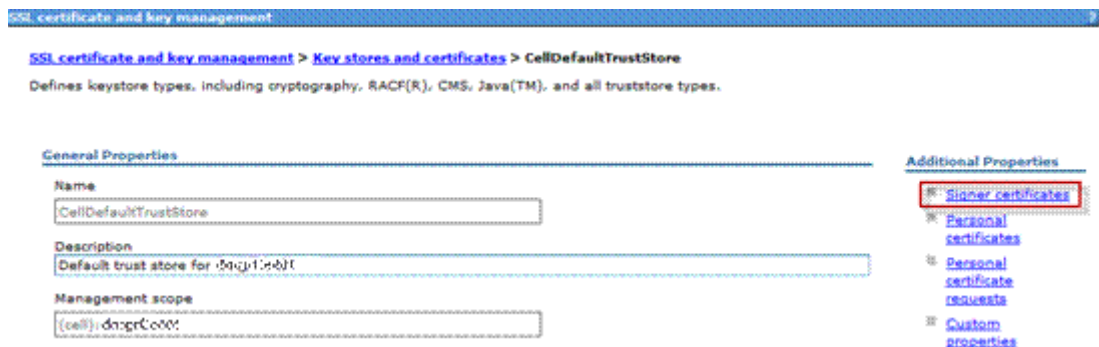 SSL certificate and key management
?
SSL certificate and key management > Key stores and certificates > CellDefaultTrustStore
Defines keystore types, including cryptography, RACF(R), CMS, Java(TM), and all truststore types.
General Properties
Name
CellDefaultTrustStore
Description
Default trust store for
Management scope
(cell):
Additional Properties
Signer certificates
Personal
certificates
Personal
certificate
requests
Custom
properties